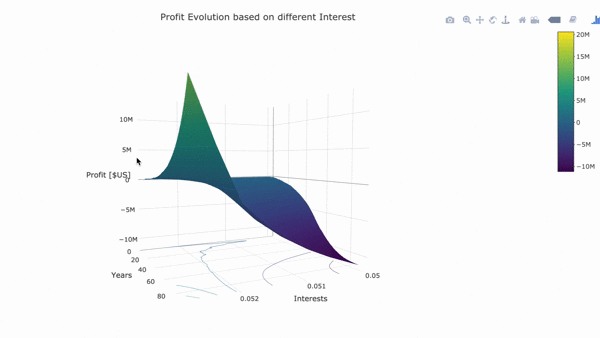 Profit Evolution based on different Interest
20M
15M
10M
5M
0
−5M
−10M
10M
5M
Profit [$US]
0
−5M
−10M
0
20
40
60
80
Years
0.052
0.051
0.05
Interests